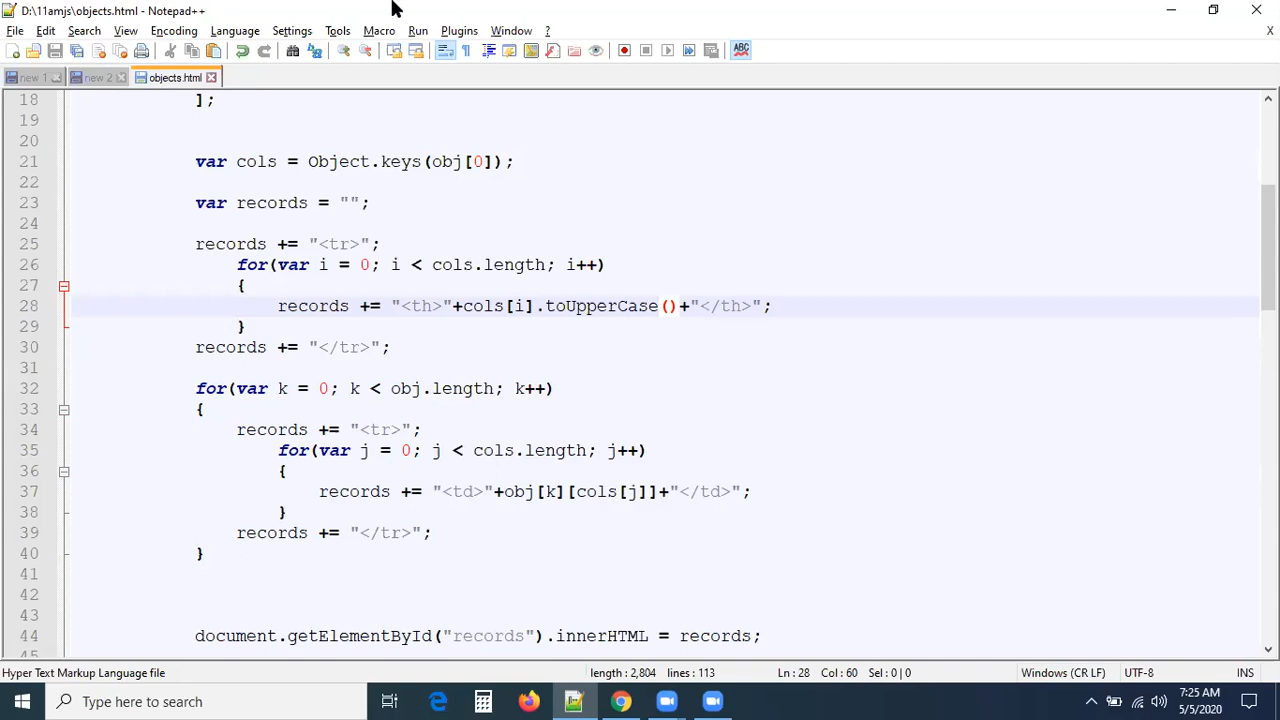 D:\11amjs\objects.html - Notepad++
File Edit Search View Encoding Language Settings Tools Macro Run Plugins Window ? X
ABC
new 1 new 2 objects.html
18 ];
19
20
21 var cols = Object.keys(obj[0]);
22
23 var records = "";
24
25 records += "<tr>";
26 for(var i = 0; i < cols.length; i++)
27 {
28 records += "<th>"+cols[i].toUpperCase()+"</th>";
29 }
30 records += "</tr>";
31
32 for(var k = 0; k < obj.length; k++)
33 {
34 records += "<tr>";
35 for(var j = 0; j < cols.length; j++)
36 {
37 records += "<td>"+obj[k][cols[j]]+"</td>";
38 }
39 records += "</tr>";
40 }
41
42
43
44 document.getElementById("records").innerHTML = records;
45
Hyper Text Markup Language file length : 2,804 lines : 113 Ln : 28 Col : 60 Sel : 0 | 0 Windows (CR LF) UTF-8 INS
Type here to search
7:25 AM
5/5/2020